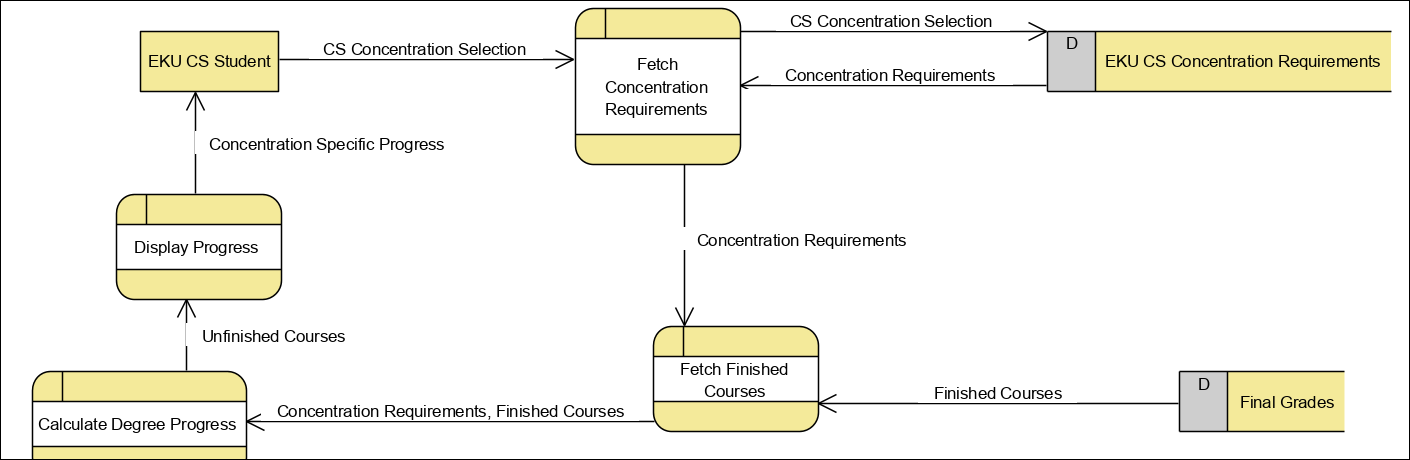 CS Concentration Selection
CS Concentration Selection
D
EKU CS Student
Fetch
Concentration
Requirements
EKU CS Concentration Requirements
Concentration Requirements
Concentration Specific Progress
Display Progress
Concentration Requirements
Unfinished Courses
Fetch Finished
Courses
D
Finished Courses
Final Grades
Concentration Requirements, Finished Courses
Calculate Degree Progress